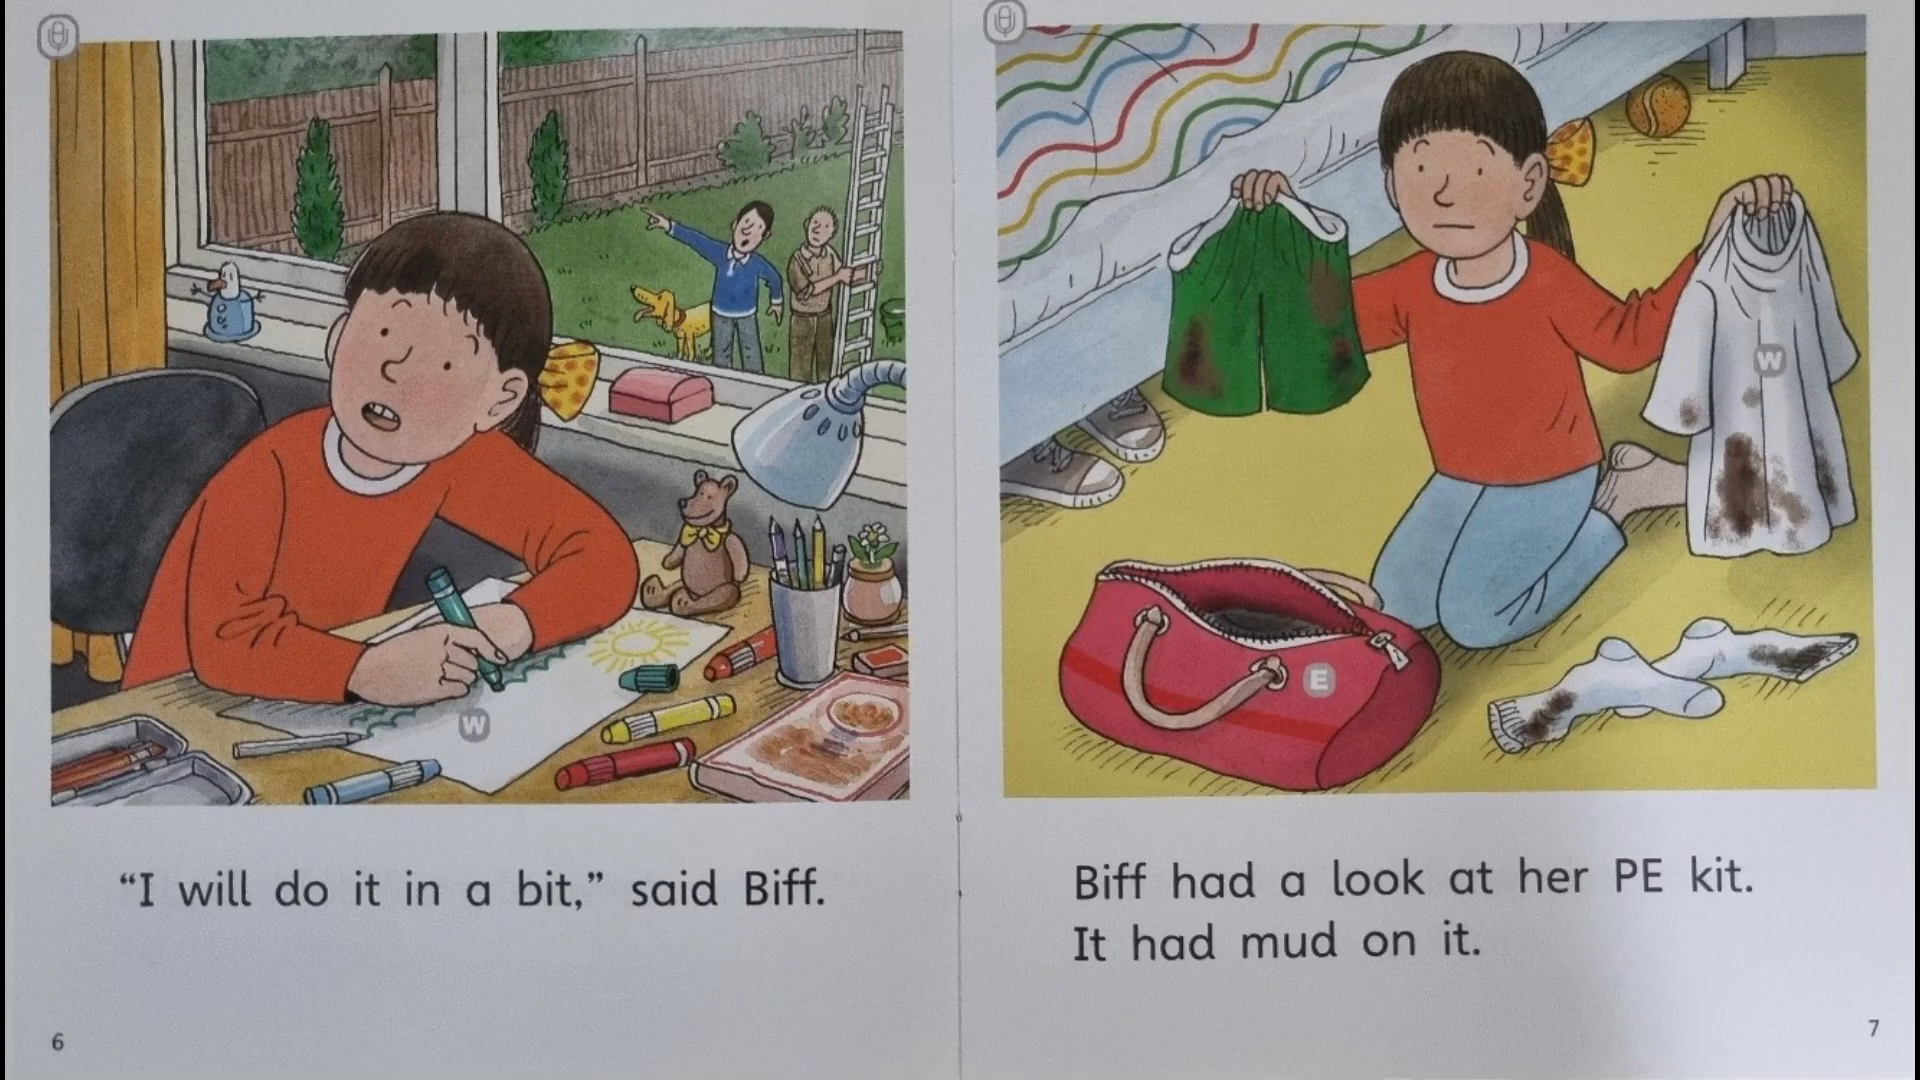 W
"I will do it in a bit," said Biff.
6
W
E
Biff had a look at her PE kit.
It had mud on it.
7